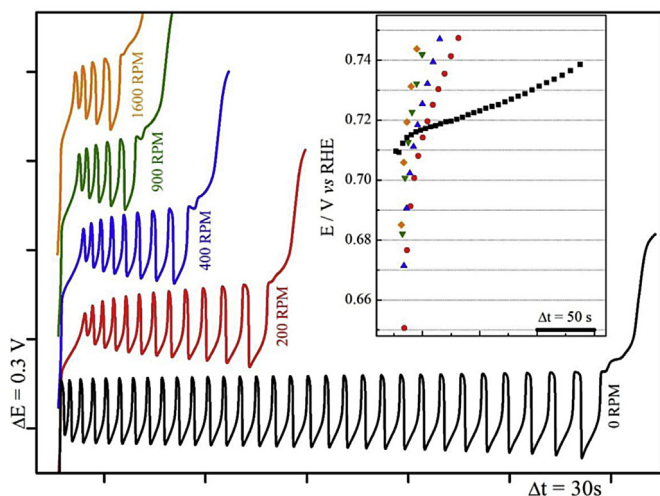 1600 RPM
900 RPM
400 RPM
200 RPM
0 RPM
ΔE = 0.3 V
Δt = 30s
E / V vs RHE
0.74
0.72
0.70
0.68
0.66
Δt = 50 s